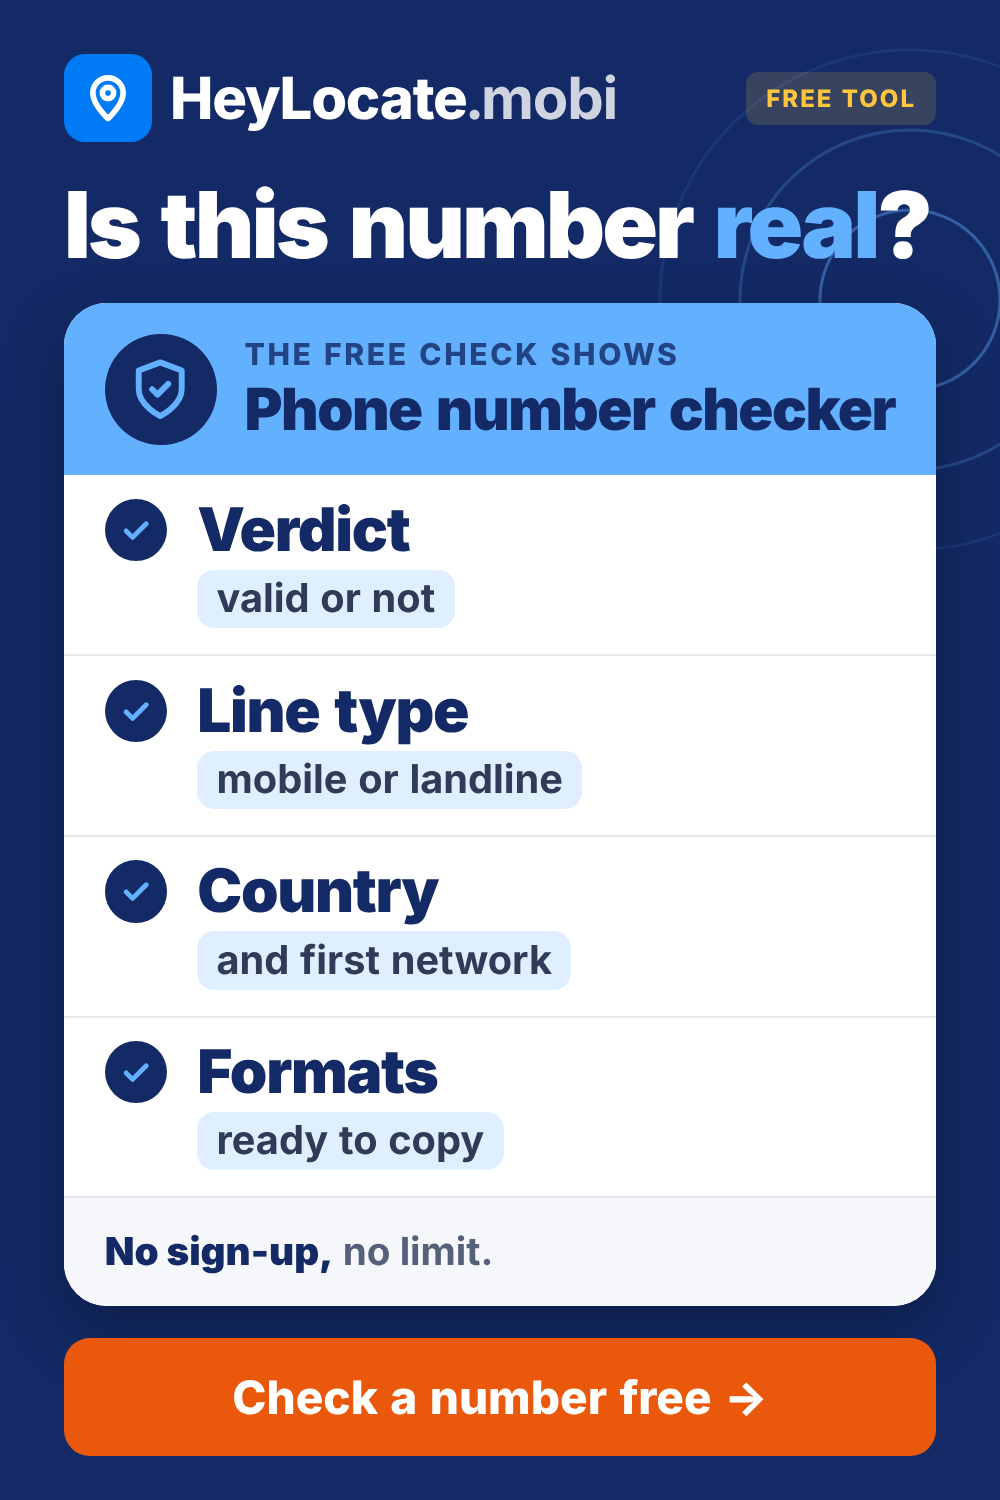 HeyLocate.mobi
FREE TOOL
Is this number real?
THE FREE CHECK SHOWS
Phone number checker
Verdict
valid or not
Line type
mobile or landline
Country
and first network
Formats
ready to copy
No sign-up, no limit.
Check a number free →